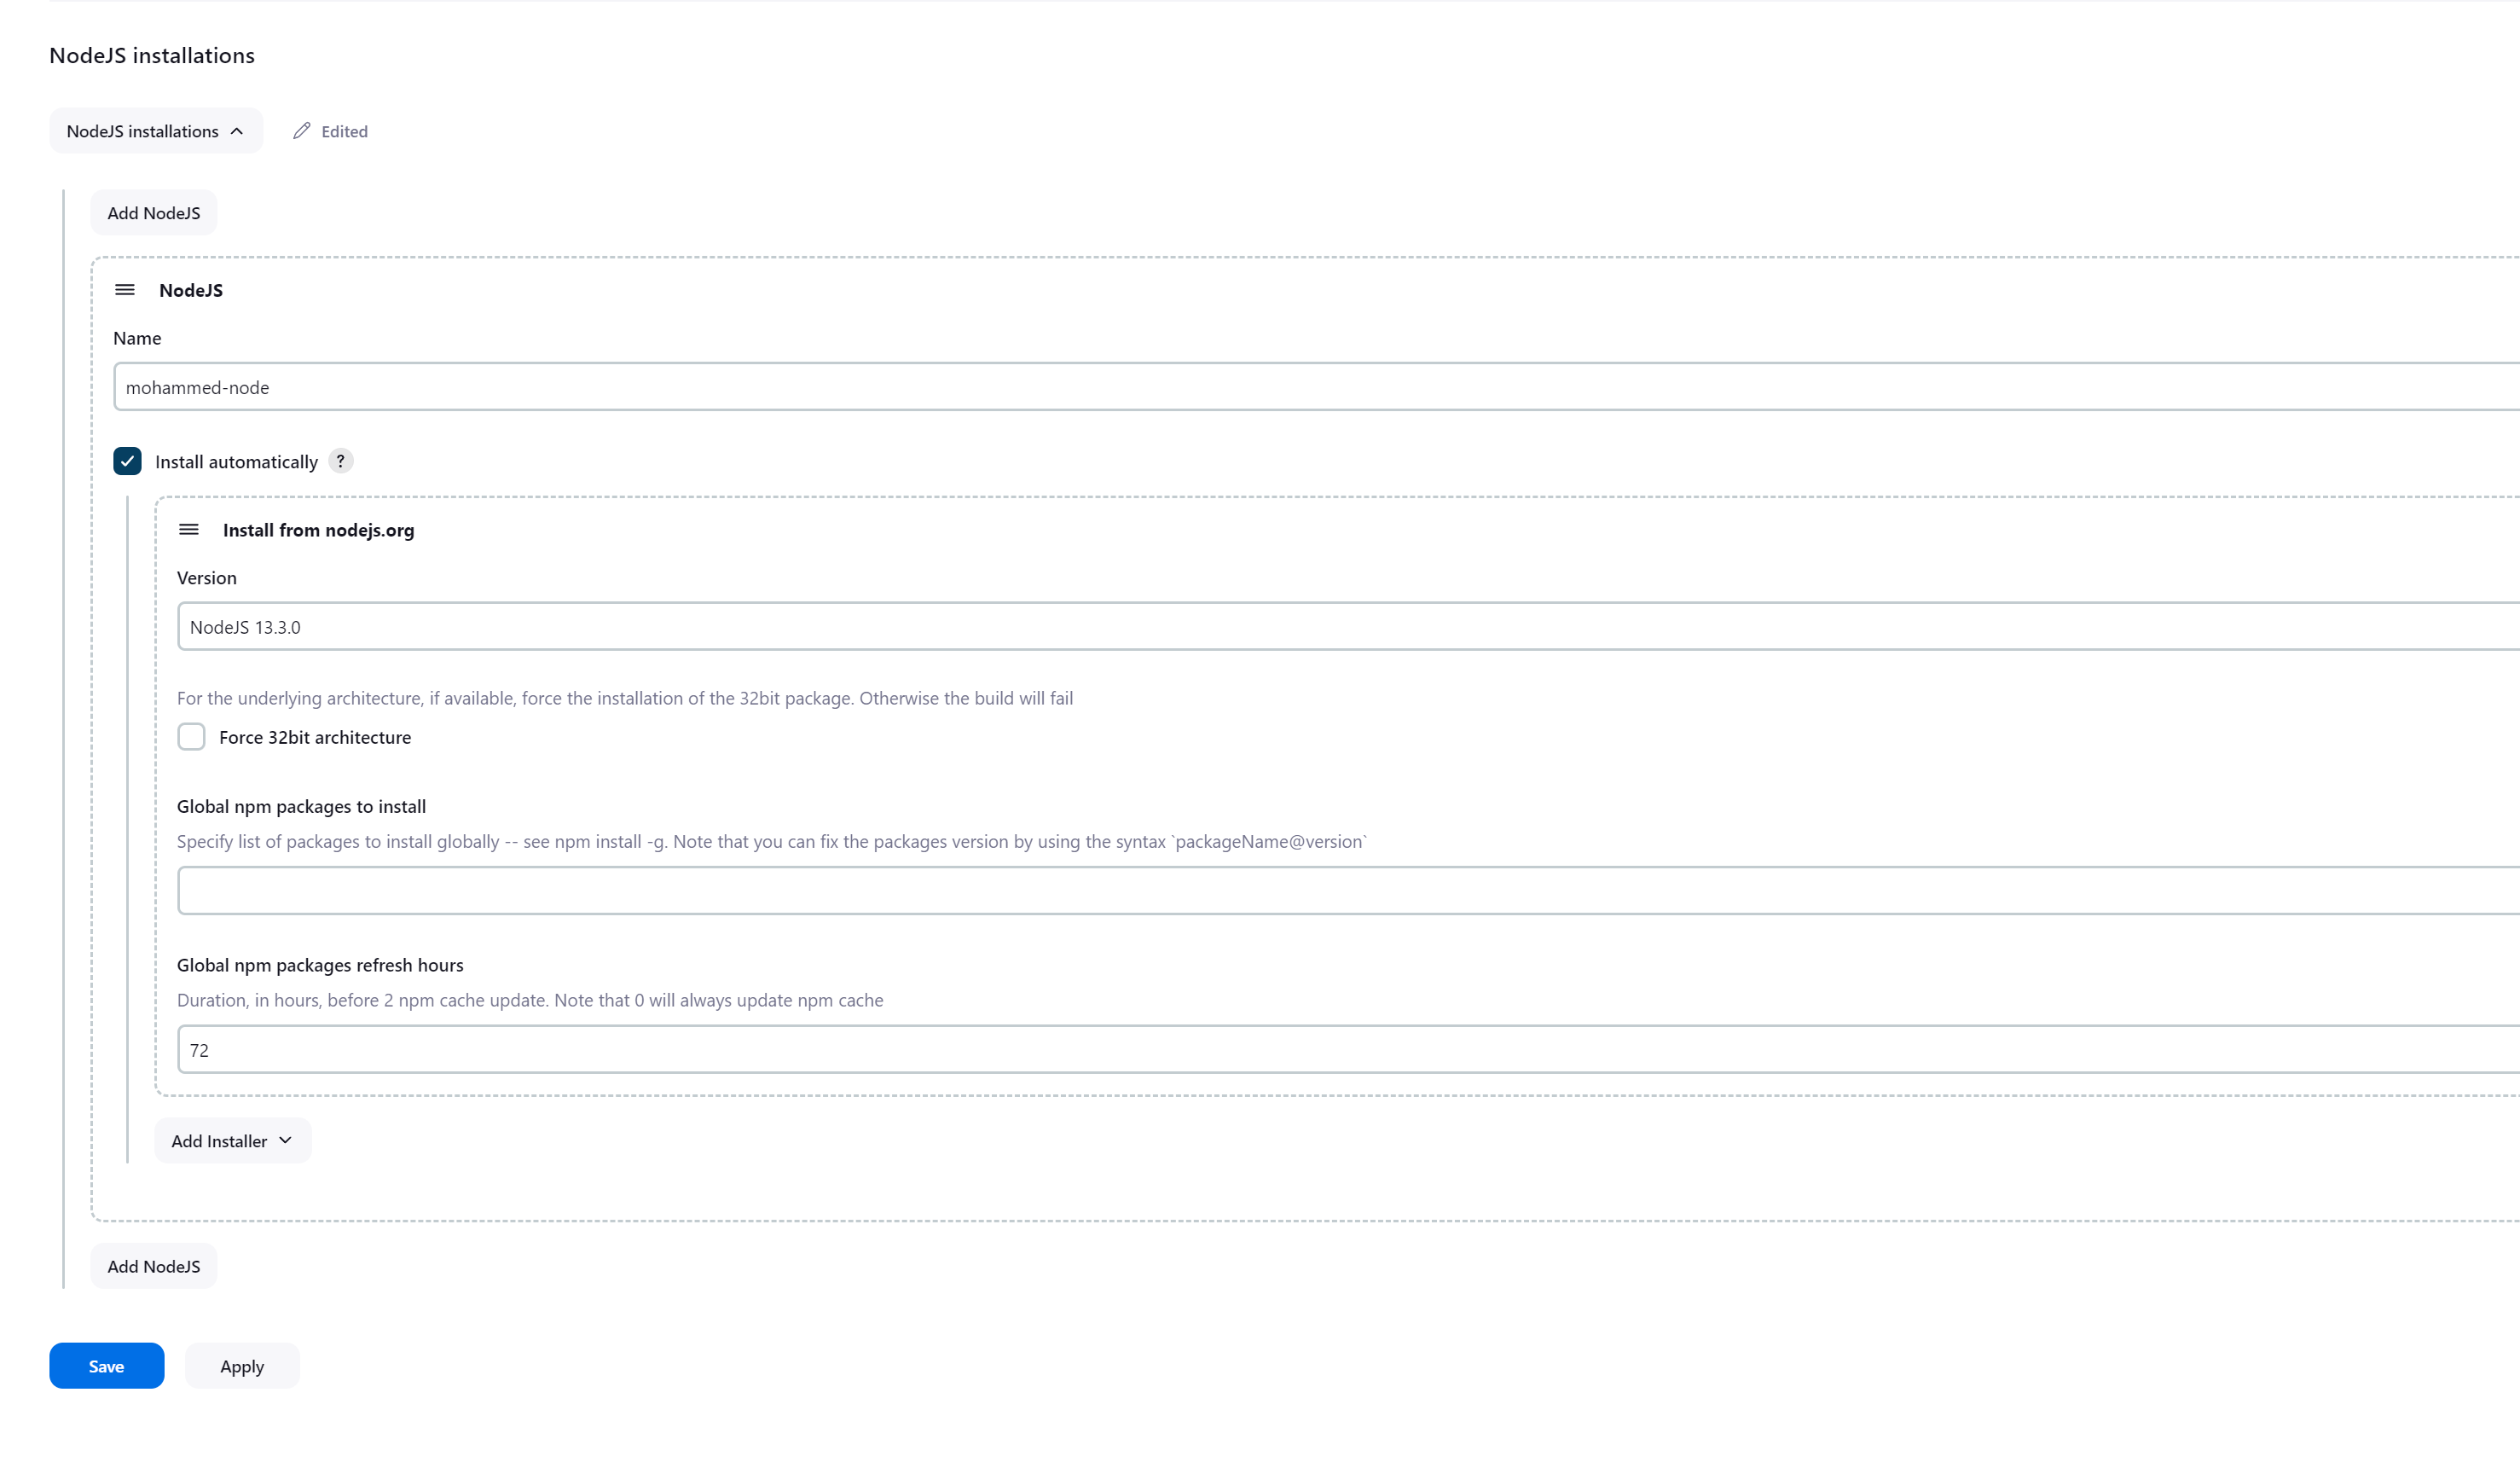 NodeJS installations
NodeJS installations
Edited
Add NodeJS
NodeJS
Name
mohammed-node
Install automatically ?
Install from nodejs.org
Version
NodeJS 13.3.0
For the underlying architecture, if available, force the installation of the 32bit package. Otherwise the build will fail
Force 32bit architecture
Global npm packages to install
Specify list of packages to install globally -- see npm install -g. Note that you can fix the packages version by using the syntax `packageName@version`
Global npm packages refresh hours
Duration, in hours, before 2 npm cache update. Note that 0 will always update npm cache
72
Add Installer
Add NodeJS
Save
Apply